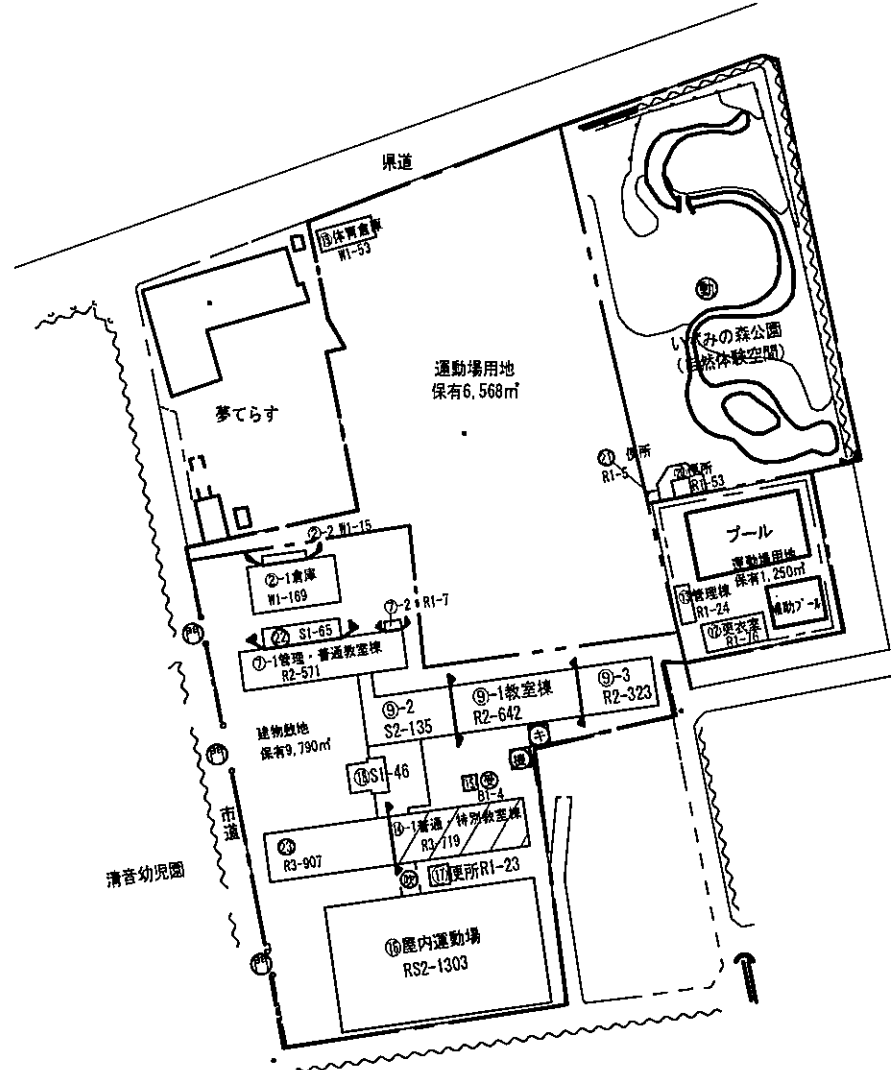 県道
⑬体育倉庫
W1-53
運動場用地
保有6,568㎡
夢てらす
勤
いずみの森公園
(自然体験空間)
㉑ 便所
R1-5
⑳便所
R1-53
プール
運動場用地
保有1,250㎡
⑪管理棟
R1-24
補助プール
⑫更衣室
R1-75
②-2 W1-15
②-1倉庫
W1-169
⑦-2 R1-7
㉒ S1-65
⑦-1管理・普通教室棟
R2-571
門
⑨-2
S2-135
⑨-1教室棟
R2-642
⑨-3
R2-323
キ
建物敷地
保有9,790㎡
門
⑱S1-46
⑮
B1-4
市道
⑭-1普通・特別教室棟
R3-719
㉓
R3-907
清音幼児園
⑰便所R1-23
⑯屋内運動場
RS2-1303
門